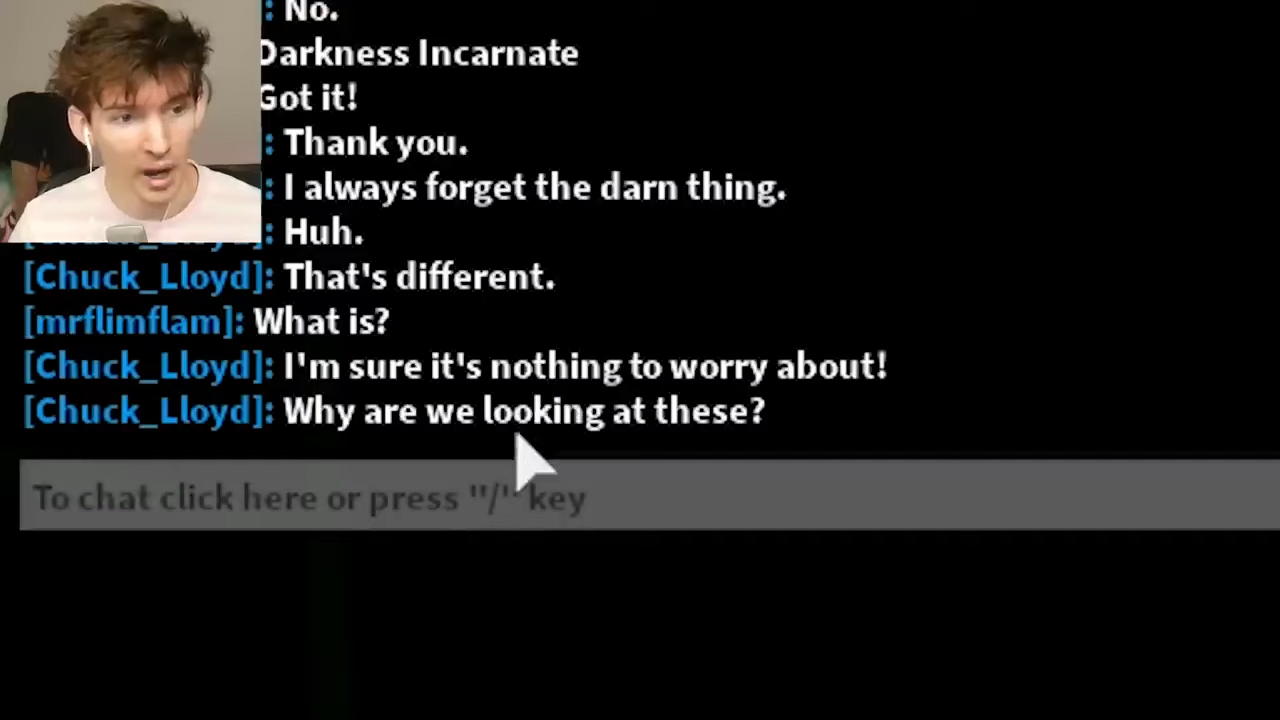 : No.
Darkness Incarnate
Got it!
: Thank you.
: I always forget the darn thing.
: Huh.
[Chuck_Lloyd]: That's different.
[mrflimflam]: What is?
[Chuck_Lloyd]: I'm sure it's nothing to worry about!
[Chuck_Lloyd]: Why are we looking at these?
To chat click here or press "/" key